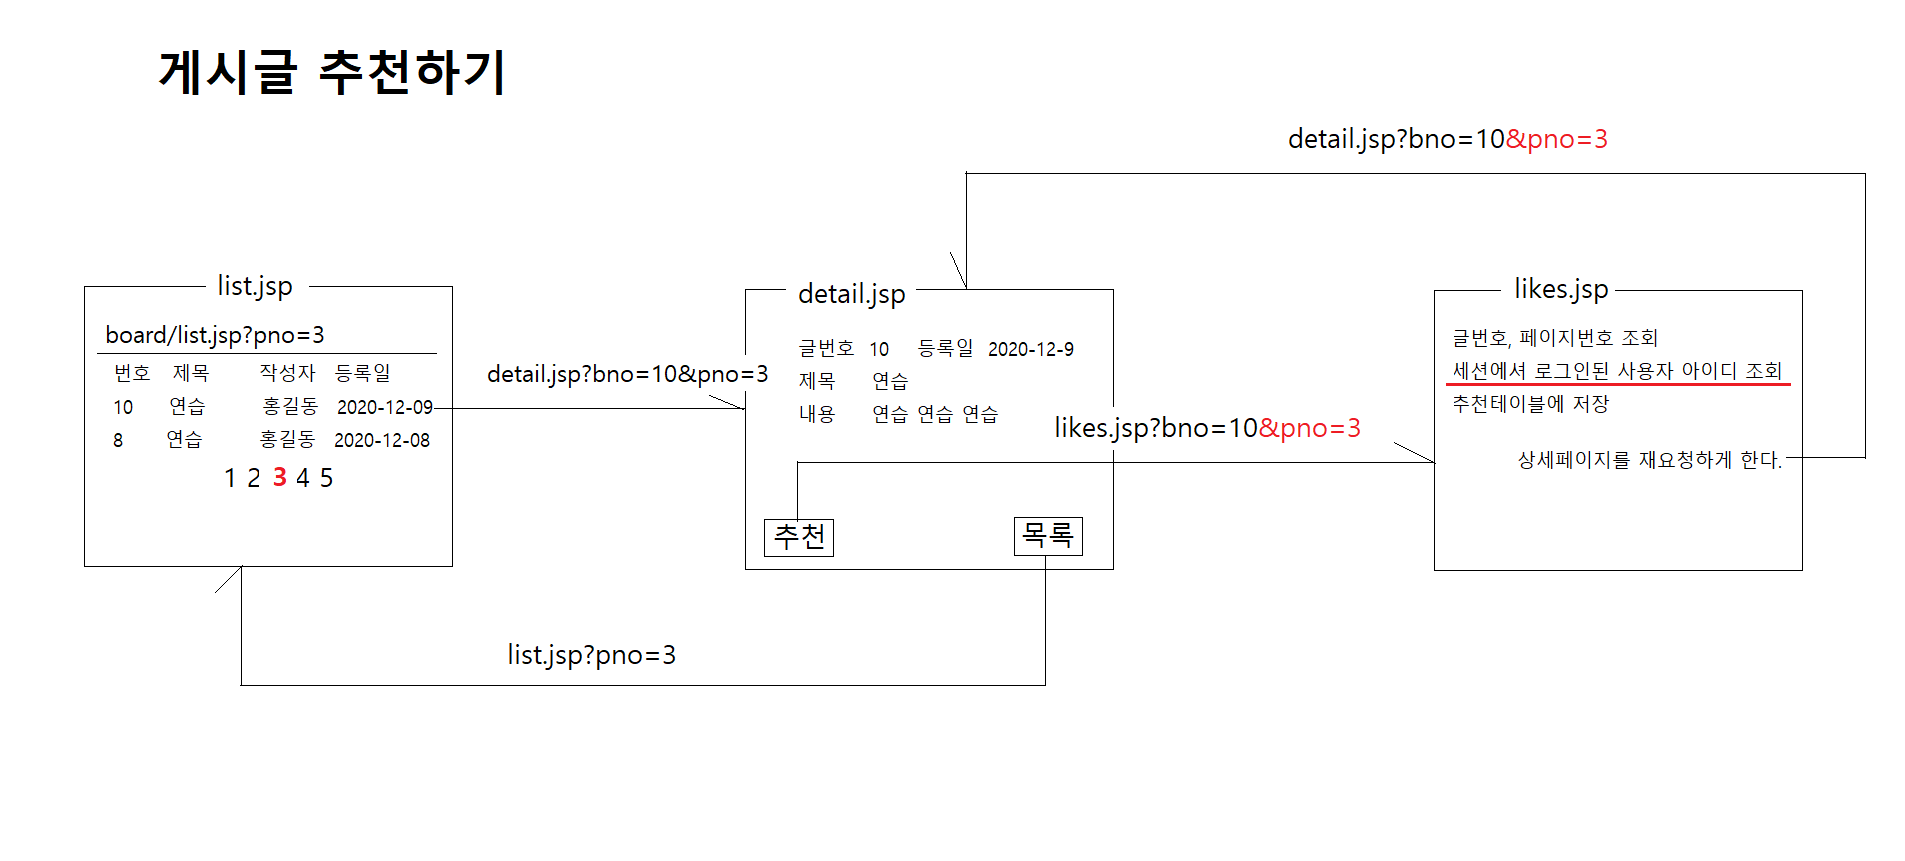 게시글 추천하기
detail.jsp?bno=10&pno=3
list.jsp
board/list.jsp?pno=3
번호 제목 작성자 등록일
10 연습 홍길동 2020-12-09
8 연습 홍길동 2020-12-08
1 2 3 4 5
detail.jsp?bno=10&pno=3
detail.jsp
글번호 10 등록일 2020-12-9
제목 연습
내용 연습 연습 연습
likes.jsp?bno=10&pno=3
추천
목록
likes.jsp
글번호, 페이지번호 조회
세션에셔 로그인된 사용자 아이디 조회
추천테이블에 저장
상세페이지를 재요청하게 한다.
list.jsp?pno=3